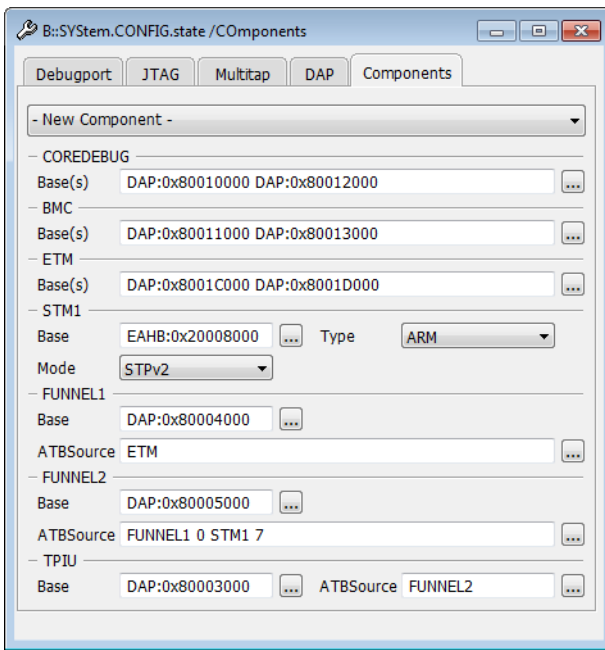 B::SYStem.CONFIG.state /COmponents
Debugport JTAG Multitap DAP Components
- New Component -
COREDEBUG
Base(s) DAP:0x80010000 DAP:0x80012000 ...
BMC
Base(s) DAP:0x80011000 DAP:0x80013000 ...
ETM
Base(s) DAP:0x8001C000 DAP:0x8001D000 ...
STM1
Base EAHB:0x20008000 ... Type ARM
Mode STPv2
FUNNEL1
Base DAP:0x80004000 ...
ATBSource ETM ...
FUNNEL2
Base DAP:0x80005000 ...
ATBSource FUNNEL1 0 STM1 7 ...
TPIU
Base DAP:0x80003000 ... ATBSource FUNNEL2 ...